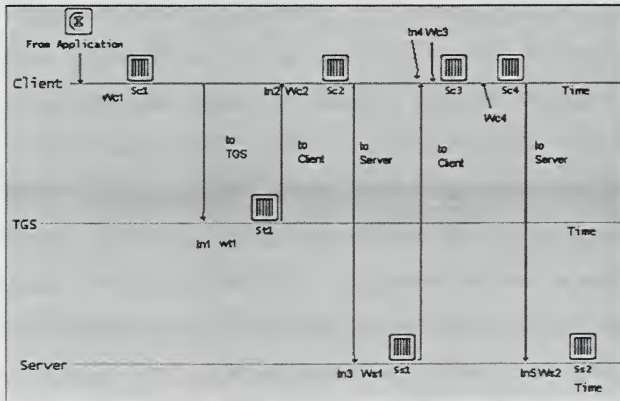 From Application
In4 Wc3
Client
Wc1
Sc1
In2 Wc2
Sc2
Sc3
Sc4
Time
Wc4
to
TGS
to
Client
to
Server
to
Client
to
Server
TGS
In1 wt1
St1
Time
Server
In3 Ws1
Ss1
In5 Ws2
Ss2
Time